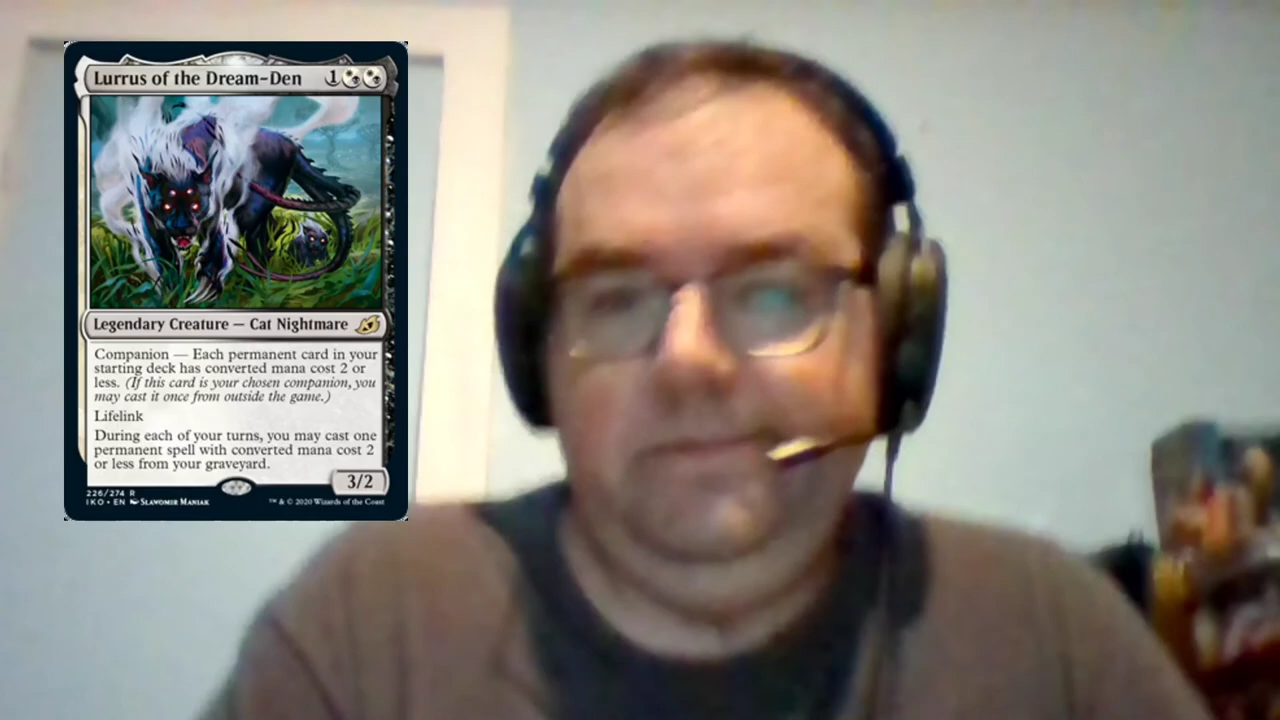 Lurrus of the Dream-Den 1
Legendary Creature — Cat Nightmare
Companion — Each permanent card in your
starting deck has converted mana cost 2 or
less. (If this card is your chosen companion, you
may cast it once from outside the game.)
Lifelink
During each of your turns, you may cast one
permanent spell with converted mana cost 2
or less from your graveyard.
3/2
226/274 R
IKO • EN Slawomir Maniak ™ & © 2020 Wizards of the Coast